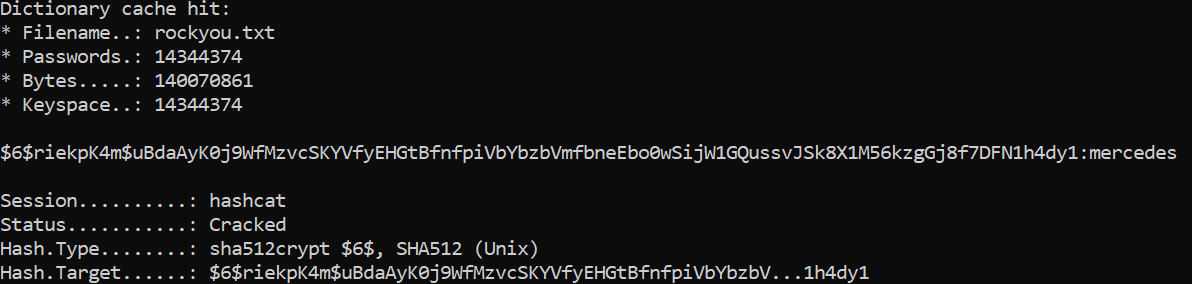 Dictionary cache hit:
* Filename..: rockyou.txt
* Passwords.: 14344374
* Bytes.....: 140070861
* Keyspace..: 14344374
$6$riekpK4m$uBdaAyK0j9WfMzvcSKYVfyEHGtBfnfpiVbYbzbVmfbneEbo0wSijW1GQussvJSk8X1M56kzgGj8f7DFN1h4dy1:mercedes
Session..........: hashcat
Status...........: Cracked
Hash.Type........: sha512crypt $6$, SHA512 (Unix)
Hash.Target......: $6$riekpK4m$uBdaAyK0j9WfMzvcSKYVfyEHGtBfnfpiVbYbzbV...1h4dy1